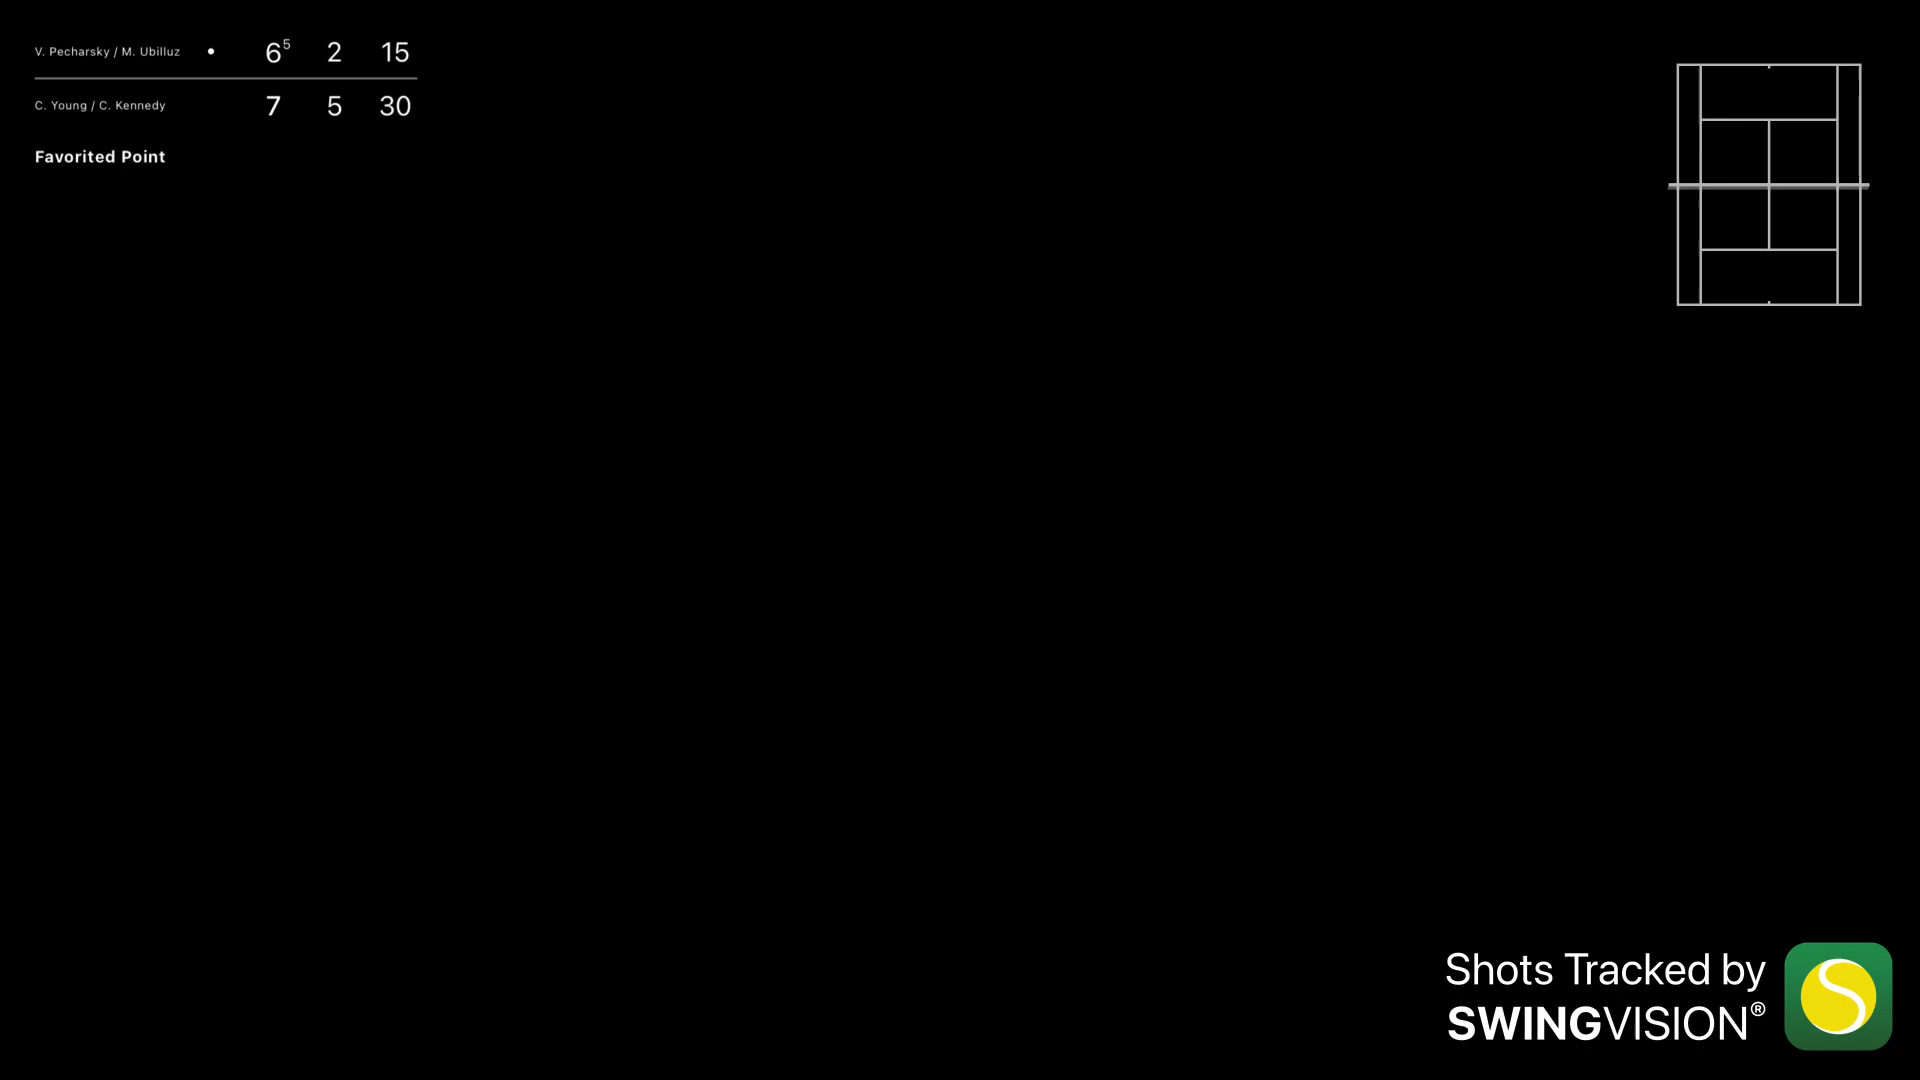 V. Pecharsky / M. Ubilluz • 6⁵ 2 15
C. Young / C. Kennedy 7 5 30
Favorited Point
Shots Tracked by
SWINGVISION®